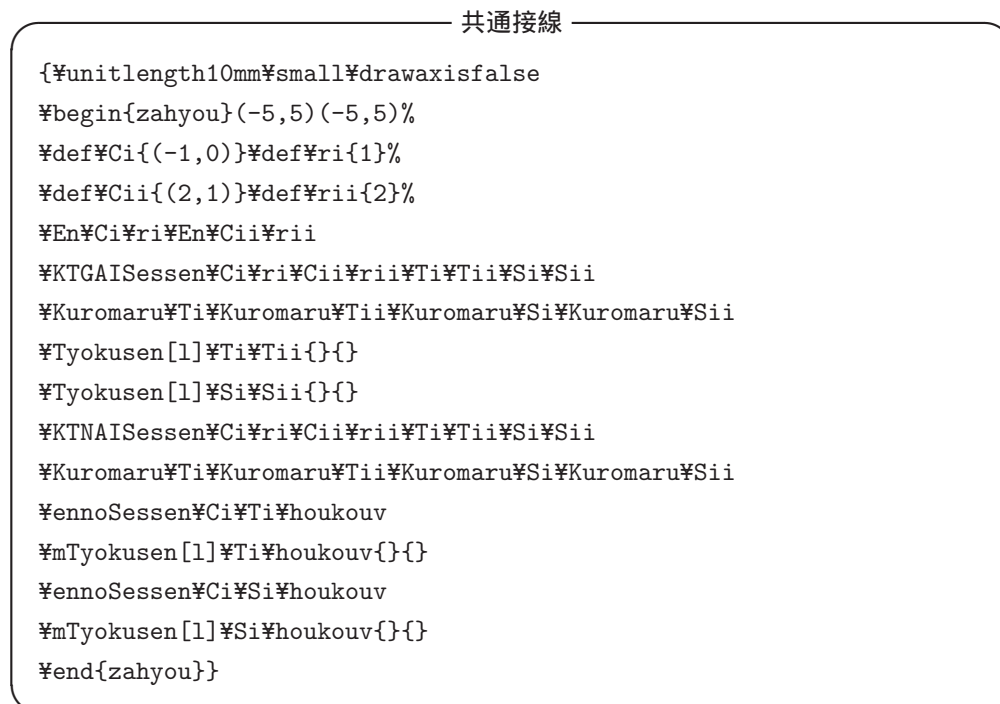 共通接線
{¥unitlength10mm¥small¥drawaxisfalse
¥begin{zahyou}(-5,5)(-5,5)%
¥def¥Ci{(-1,0)}¥def¥ri{1}%
¥def¥Cii{(2,1)}¥def¥rii{2}%
¥En¥Ci¥ri¥En¥Cii¥rii
¥KTGAISessen¥Ci¥ri¥Cii¥rii¥Ti¥Tii¥Si¥Sii
¥Kuromaru¥Ti¥Kuromaru¥Tii¥Kuromaru¥Si¥Kuromaru¥Sii
¥Tyokusen[l]¥Ti¥Tii{}{}
¥Tyokusen[l]¥Si¥Sii{}{}
¥KTNAISessen¥Ci¥ri¥Cii¥rii¥Ti¥Tii¥Si¥Sii
¥Kuromaru¥Ti¥Kuromaru¥Tii¥Kuromaru¥Si¥Kuromaru¥Sii
¥ennoSessen¥Ci¥Ti¥houkouv
¥mTyokusen[l]¥Ti¥houkouv{}{}
¥ennoSessen¥Ci¥Si¥houkouv
¥mTyokusen[l]¥Si¥houkouv{}{}
¥end{zahyou}}